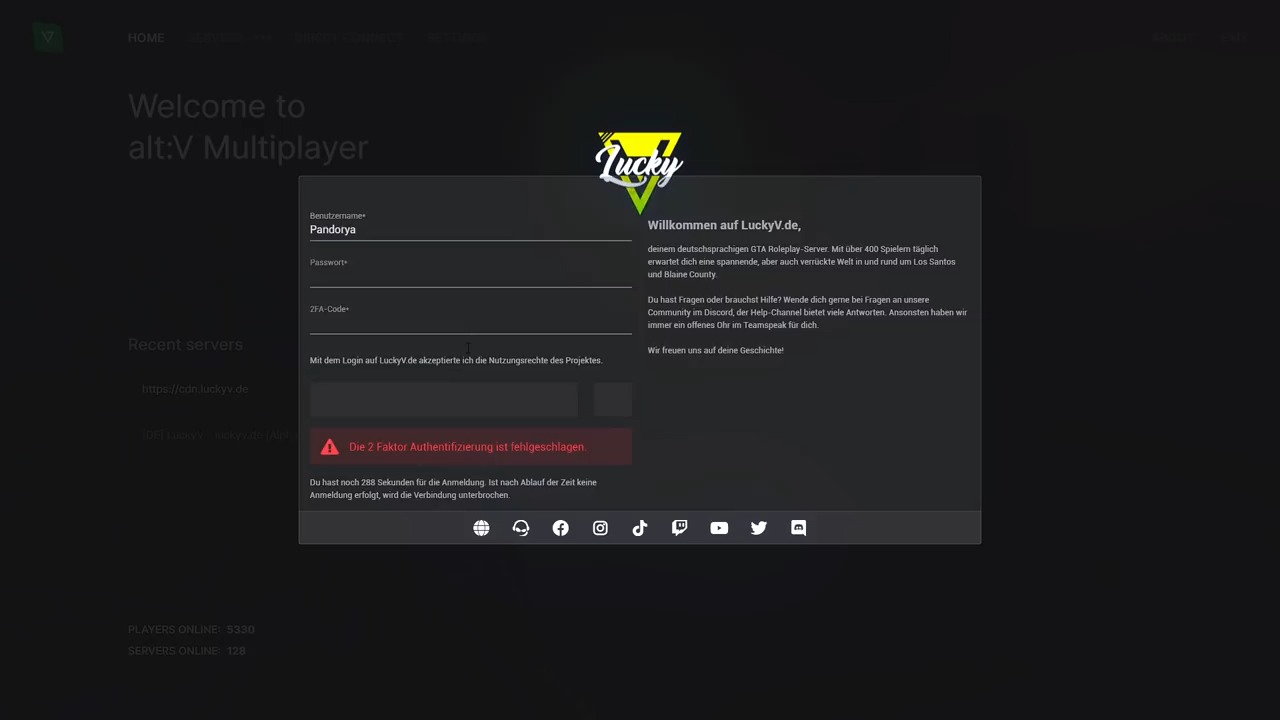 HOME
Welcome to
alt:V Multiplayer
Lucky
Benutzername*
Pandorya
Passwort*
2FA-Code*
Mit dem Login auf LuckyV.de akzeptierte ich die Nutzungsrechte des Projektes.
Die 2 Faktor Authentifizierung ist fehlgeschlagen.
Du hast noch 288 Sekunden für die Anmeldung. Ist nach Ablauf der Zeit keine
Anmeldung erfolgt, wird die Verbindung unterbrochen.
Willkommen auf LuckyV.de,
deinem deutschsprachigen GTA Roleplay-Server. Mit über 400 Spielern täglich
erwartet dich eine spannende, aber auch verrückte Welt in und rund um Los Santos
und Blaine County.
Du hast Fragen oder brauchst Hilfe? Wende dich gerne bei Fragen an unsere
Community im Discord, der Help-Channel bietet viele Antworten. Ansonsten haben wir
immer ein offenes Ohr im Teamspeak für dich.
Wir freuen uns auf deine Geschichte!
Recent servers
https://cdn.luckyv.de
PLAYERS ONLINE: 5330
SERVERS ONLINE: 128